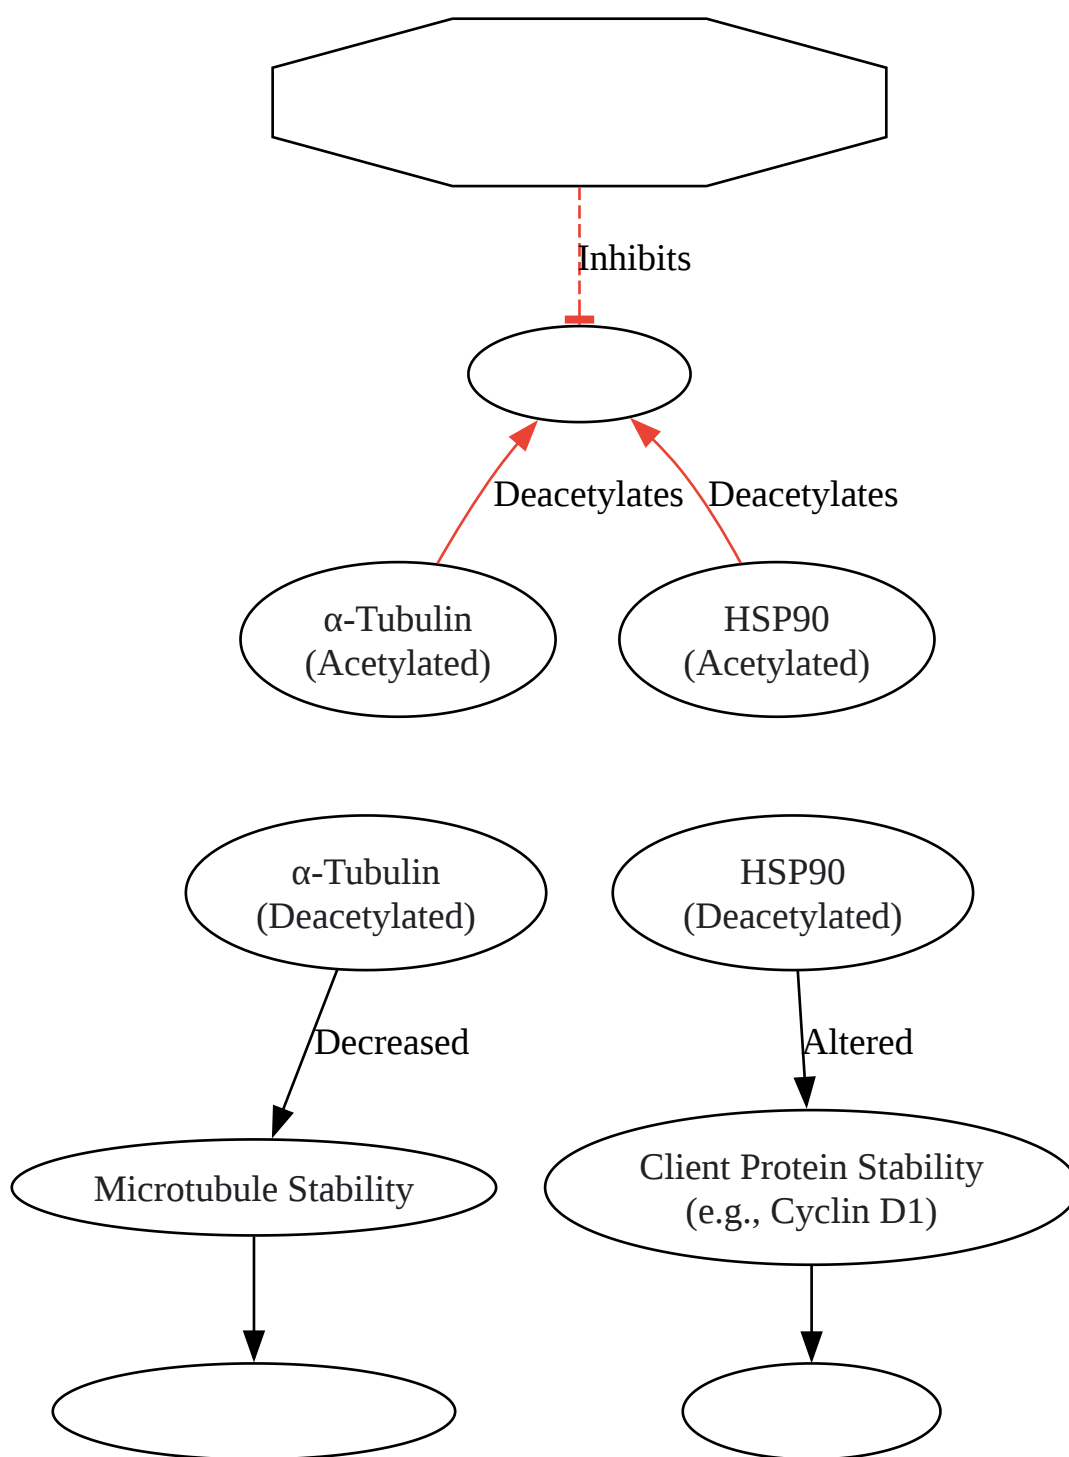 Inhibits
Deacetylates
Deacetylates
α-Tubulin
(Acetylated)
HSP90
(Acetylated)
α-Tubulin
(Deacetylated)
HSP90
(Deacetylated)
Decreased
Altered
Microtubule Stability
Client Protein Stability
(e.g., Cyclin D1)